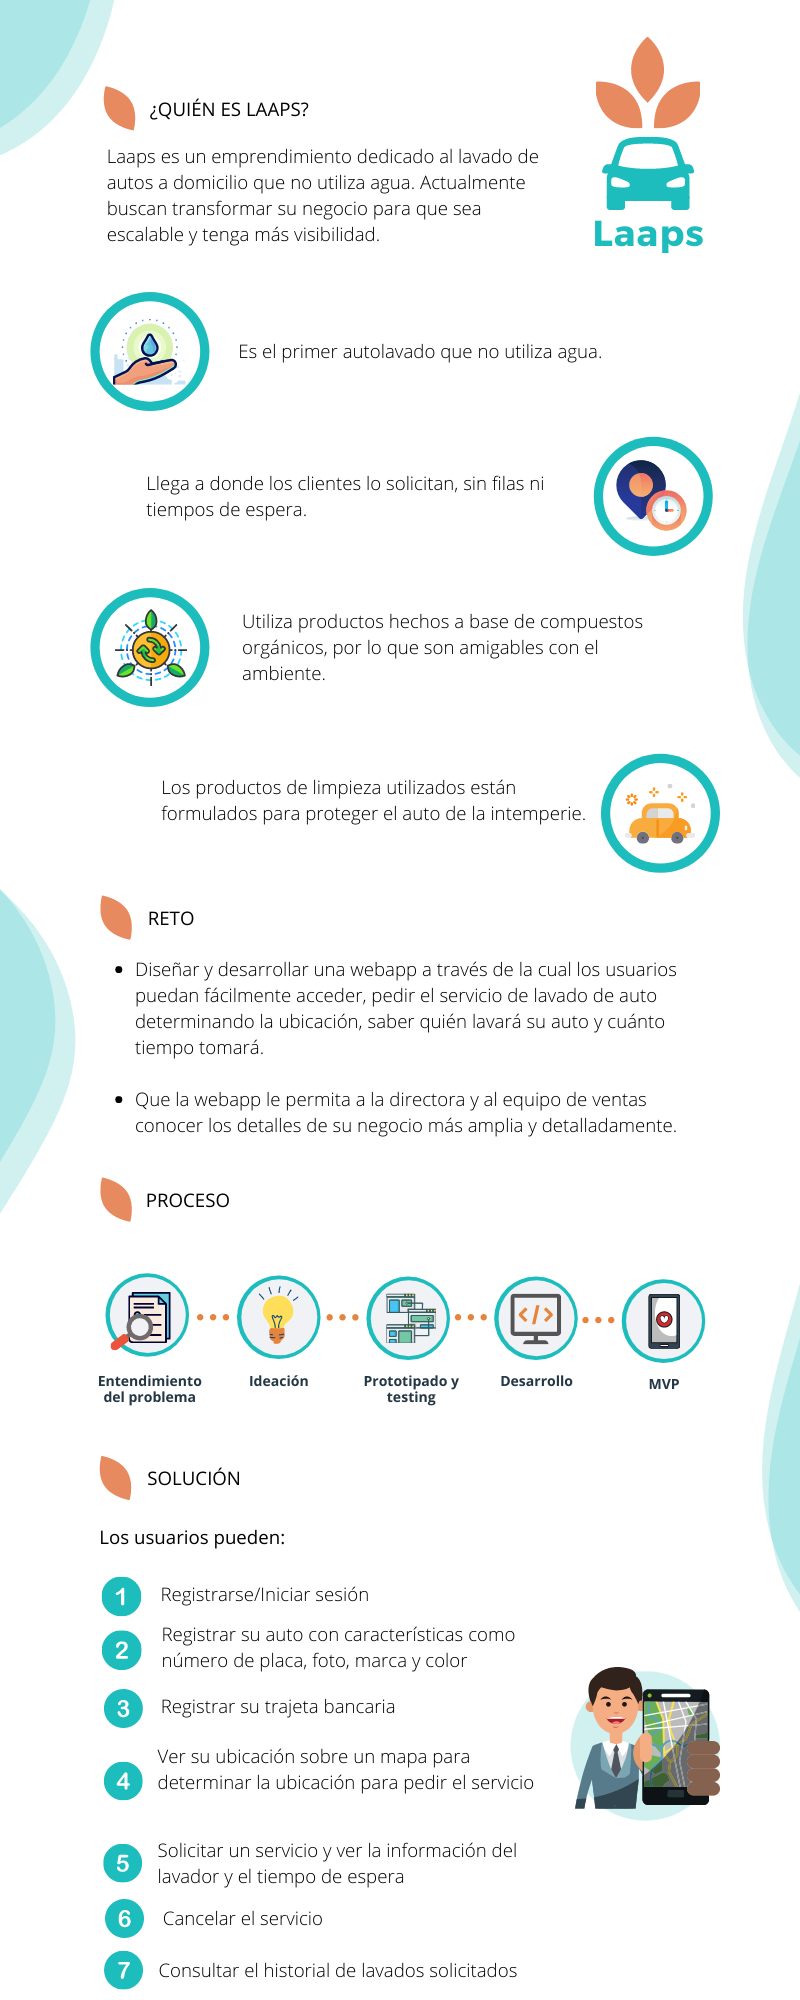 ¿QUIÉN ES LAAPS?
Laaps es un emprendimiento dedicado al lavado de
autos a domicilio que no utiliza agua. Actualmente
buscan transformar su negocio para que sea
escalable y tenga más visibilidad.
Laaps
Es el primer autolavado que no utiliza agua.
Llega a donde los clientes lo solicitan, sin filas ni
tiempos de espera.
Utiliza productos hechos a base de compuestos
orgánicos, por lo que son amigables con el
ambiente.
Los productos de limpieza utilizados están
formulados para proteger el auto de la intemperie.
RETO
• Diseñar y desarrollar una webapp a través de la cual los usuarios
puedan fácilmente acceder, pedir el servicio de lavado de auto
determinando la ubicación, saber quién lavará su auto y cuánto
tiempo tomará.
• Que la webapp le permita a la directora y al equipo de ventas
conocer los detalles de su negocio más amplia y detalladamente.
PROCESO
Entendimiento
del problema
Ideación
Prototipado y
testing
Desarrollo
MVP
SOLUCIÓN
Los usuarios pueden:
1 Registrarse/Iniciar sesión
2 Registrar su auto con características como
número de placa, foto, marca y color
3 Registrar su trajeta bancaria
4 Ver su ubicación sobre un mapa para
determinar la ubicación para pedir el servicio
5 Solicitar un servicio y ver la información del
lavador y el tiempo de espera
6 Cancelar el servicio
7 Consultar el historial de lavados solicitados